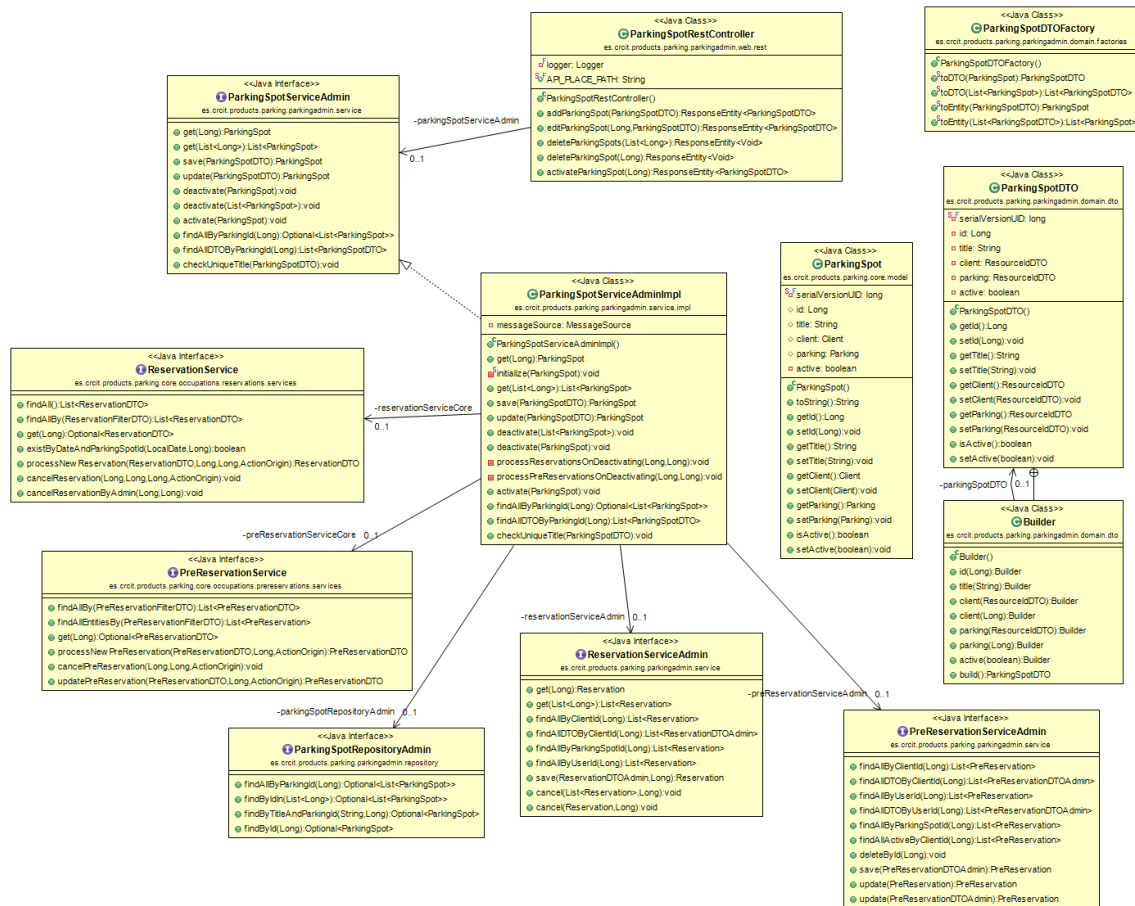 <<Java Class>>
ParkingSpotRestController
es.crcit.products.parking.parkingadmin.web.rest
logger: Logger
API_PLACE_PATH: String
ParkingSpotRestController()
addParkingSpot(ParkingSpotDTO):ResponseEntity<ParkingSpotDTO>
editParkingSpot(Long,ParkingSpotDTO):ResponseEntity<ParkingSpotDTO>
deleteParkingSpots(List<Long>):ResponseEntity<Void>
deleteParkingSpot(Long):ResponseEntity<Void>
activateParkingSpot(Long):ResponseEntity<ParkingSpotDTO>
<<Java Class>>
ParkingSpotDTOFactory
es.crcit.products.parking.parkingadmin.domain.factories
ParkingSpotDTOFactory()
toDTO(ParkingSpot):ParkingSpotDTO
toDTO(List<ParkingSpot>):List<ParkingSpotDTO>
toEntity(ParkingSpotDTO):ParkingSpot
toEntity(List<ParkingSpotDTO>):List<ParkingSpot>
<<Java Interface>>
ParkingSpotServiceAdmin
es.crcit.products.parking.parkingadmin.service
get(Long):ParkingSpot
get(List<Long>):List<ParkingSpot>
save(ParkingSpotDTO):ParkingSpot
update(ParkingSpotDTO):ParkingSpot
deactivate(ParkingSpot):void
deactivate(List<ParkingSpot>):void
activate(ParkingSpot):void
findAllByParkingId(Long):Optional<List<ParkingSpot>>
findAllDTOByParkingId(Long):List<ParkingSpotDTO>
checkUniqueTitle(ParkingSpotDTO):void
-parkingSpotServiceAdmin
0..1
<<Java Class>>
ParkingSpotDTO
es.crcit.products.parking.parkingadmin.domain.dto
serialVersionUID: long
id: Long
title: String
client: ResourceIdDTO
parking: ResourceIdDTO
active: boolean
ParkingSpotDTO()
getId():Long
setId(Long):void
getTitle():String
setTitle(String):void
getClient():ResourceIdDTO
setClient(ResourceIdDTO):void
getParking():ResourceIdDTO
setParking(ResourceIdDTO):void
isActive():boolean
setActive(boolean):void
<<Java Class>>
ParkingSpot
es.crcit.products.parking.core.model
serialVersionUID: long
id: Long
title: String
client: Client
parking: Parking
active: boolean
ParkingSpot()
toString():String
getId():Long
setId(Long):void
getTitle():String
setTitle(String):void
getClient():Client
setClient(Client):void
getParking():Parking
setParking(Parking):void
isActive():boolean
setActive(boolean):void
<<Java Class>>
ParkingSpotServiceAdminImpl
es.crcit.products.parking.parkingadmin.service.impl
messageSource: MessageSource
ParkingSpotServiceAdminImpl()
get(Long):ParkingSpot
initialize(ParkingSpot):void
get(List<Long>):List<ParkingSpot>
save(ParkingSpotDTO):ParkingSpot
update(ParkingSpotDTO):ParkingSpot
deactivate(List<ParkingSpot>):void
deactivate(ParkingSpot):void
processReservationsOnDeactivating(Long,Long):void
processPreReservationsOnDeactivating(Long,Long):void
activate(ParkingSpot):void
findAllByParkingId(Long):Optional<List<ParkingSpot>>
findAllDTOByParkingId(Long):List<ParkingSpotDTO>
checkUniqueTitle(ParkingSpotDTO):void
<<Java Interface>>
ReservationService
es.crcit.products.parking.core.occupations.reservations.services
findAll():List<ReservationDTO>
findAllBy(ReservationFilterDTO):List<ReservationDTO>
get(Long):Optional<ReservationDTO>
existByDateAndParkingSpotId(LocalDate,Long):boolean
processNewReservation(ReservationDTO,Long,Long,ActionOrigin):ReservationDTO
cancelReservation(Long,Long,Long,ActionOrigin):void
cancelReservationByAdmin(Long,Long):void
-reservationServiceCore
0..1
-parkingSpotDTO
0..1
<<Java Class>>
Builder
es.crcit.products.parking.parkingadmin.domain.dto
Builder()
id(Long):Builder
title(String):Builder
client(ResourceIdDTO):Builder
client(Long):Builder
parking(ResourceIdDTO):Builder
parking(Long):Builder
active(boolean):Builder
build():ParkingSpotDTO
-preReservationServiceCore
0..1
<<Java Interface>>
PreReservationService
es.crcit.products.parking.core.occupations.prereservations.services
findAllBy(PreReservationFilterDTO):List<PreReservationDTO>
findAllEntitiesBy(PreReservationFilterDTO):List<PreReservation>
get(Long):Optional<PreReservationDTO>
processNewPreReservation(PreReservationDTO,Long,ActionOrigin):PreReservationDTO
cancelPreReservation(Long,Long,ActionOrigin):void
updatePreReservation(PreReservationDTO,Long,ActionOrigin):PreReservationDTO
-reservationServiceAdmin
0..1
<<Java Interface>>
ReservationServiceAdmin
es.crcit.products.parking.parkingadmin.service
get(Long):Reservation
get(List<Long>):List<Reservation>
findAllByClientId(Long):List<Reservation>
findAllDTOByClientId(Long):List<ReservationDTOAdmin>
findAllByParkingSpotId(Long):List<Reservation>
findAllByUserId(Long):List<Reservation>
save(ReservationDTOAdmin,Long):Reservation
cancel(List<Reservation>,Long):void
cancel(Reservation,Long):void
-preReservationServiceAdmin
0..1
-parkingSpotRepositoryAdmin
0..1
<<Java Interface>>
ParkingSpotRepositoryAdmin
es.crcit.products.parking.parkingadmin.repository
findAllByParkingId(Long):Optional<List<ParkingSpot>>
findByIdIn(List<Long>):Optional<List<ParkingSpot>>
findByTitleAndParkingId(String,Long):Optional<ParkingSpot>
findById(Long):Optional<ParkingSpot>
<<Java Interface>>
PreReservationServiceAdmin
es.crcit.products.parking.parkingadmin.service
findAllByClientId(Long):List<PreReservation>
findAllDTOByClientId(Long):List<PreReservationDTOAdmin>
findAllByUserId(Long):List<PreReservation>
findAllDTOByUserId(Long):List<PreReservationDTOAdmin>
findAllByParkingSpotId(Long):List<PreReservation>
findAllActiveByClientId(Long):List<PreReservation>
deleteById(Long):void
save(PreReservationDTOAdmin):PreReservation
update(PreReservation):PreReservation
update(PreReservationDTOAdmin):PreReservation